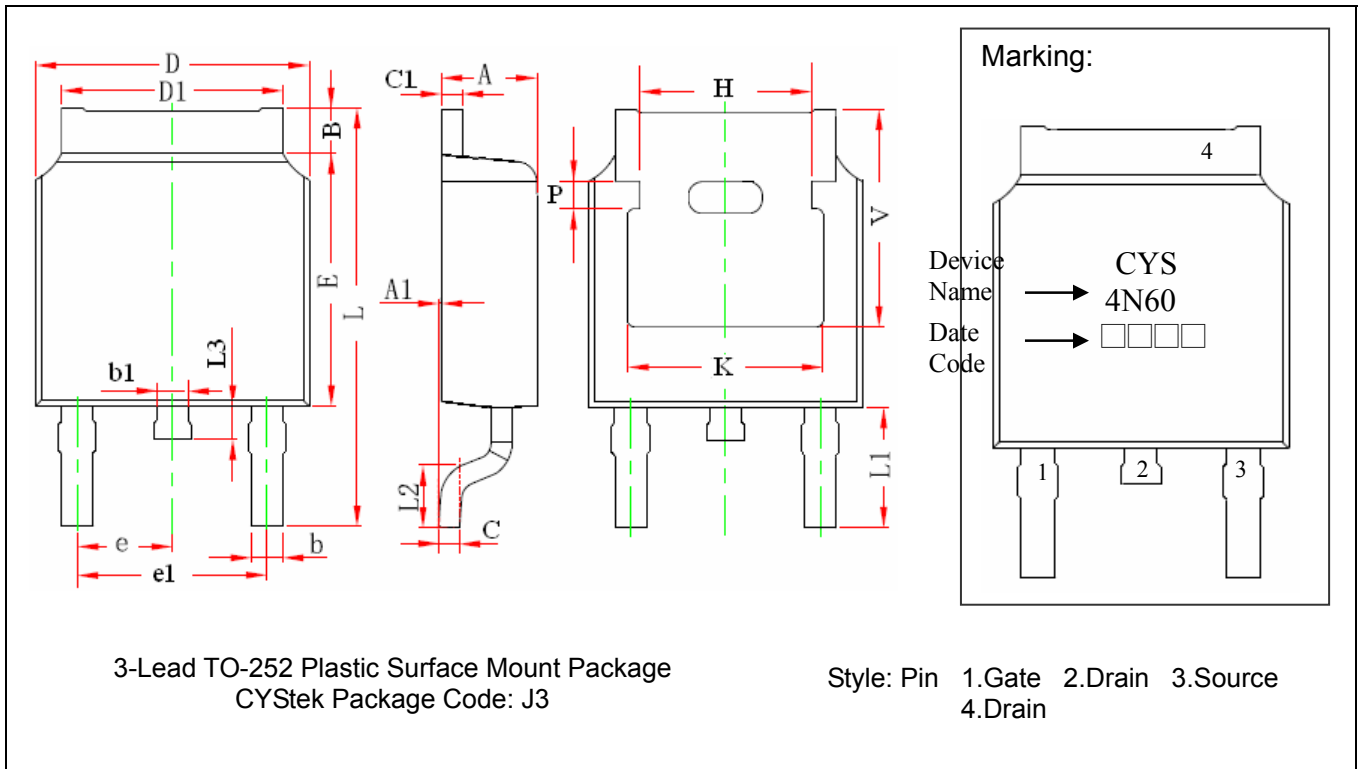 D
D1
B
E
L
L3
b1
e
e1
b
C1
A
A1
L2
C
H
P
V
K
L1
Marking:
4
Device
Name
CYS
4N60
Date
Code
□□□□
1
2
3
3-Lead TO-252 Plastic Surface Mount Package
CYStek Package Code: J3
Style: Pin 1.Gate 2.Drain 3.Source
4.Drain